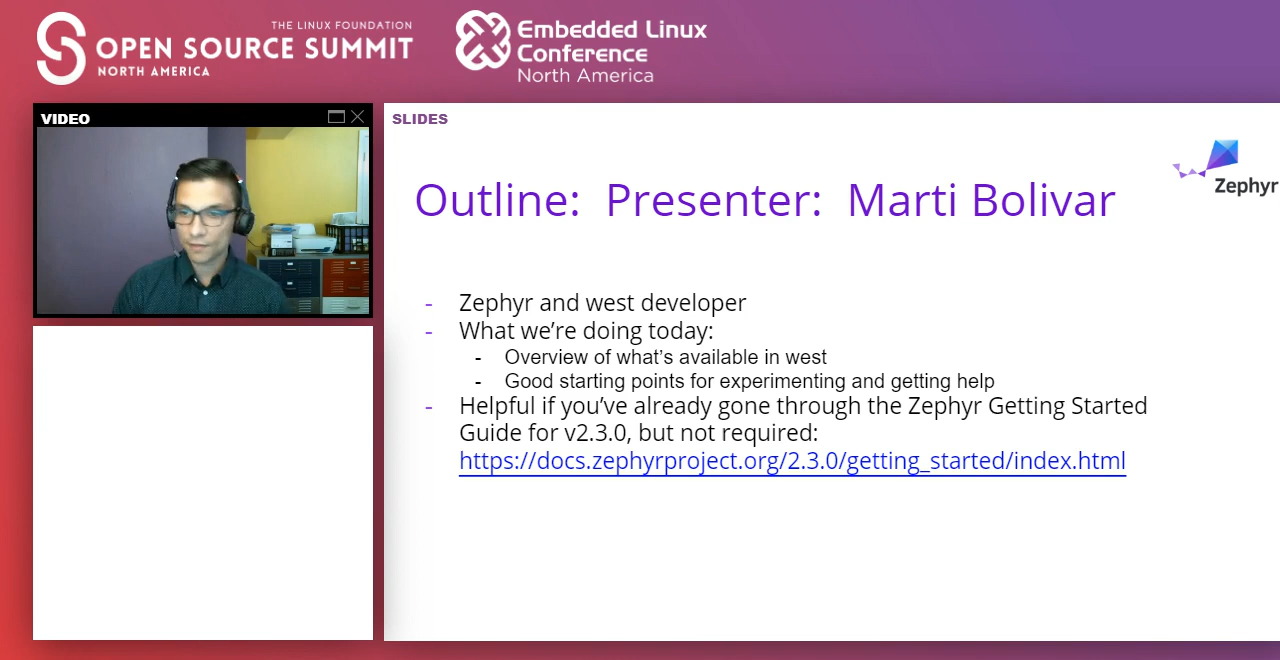 THE LINUX FOUNDATION
OPEN SOURCE SUMMIT
NORTH AMERICA
Embedded Linux
Conference
North America
VIDEO
SLIDES
Zephyr
Outline:  Presenter:  Marti Bolivar
- Zephyr and west developer
- What we’re doing today:
- Overview of what’s available in west
- Good starting points for experimenting and getting help
- Helpful if you’ve already gone through the Zephyr Getting Started
Guide for v2.3.0, but not required:
https://docs.zephyrproject.org/2.3.0/getting_started/index.html